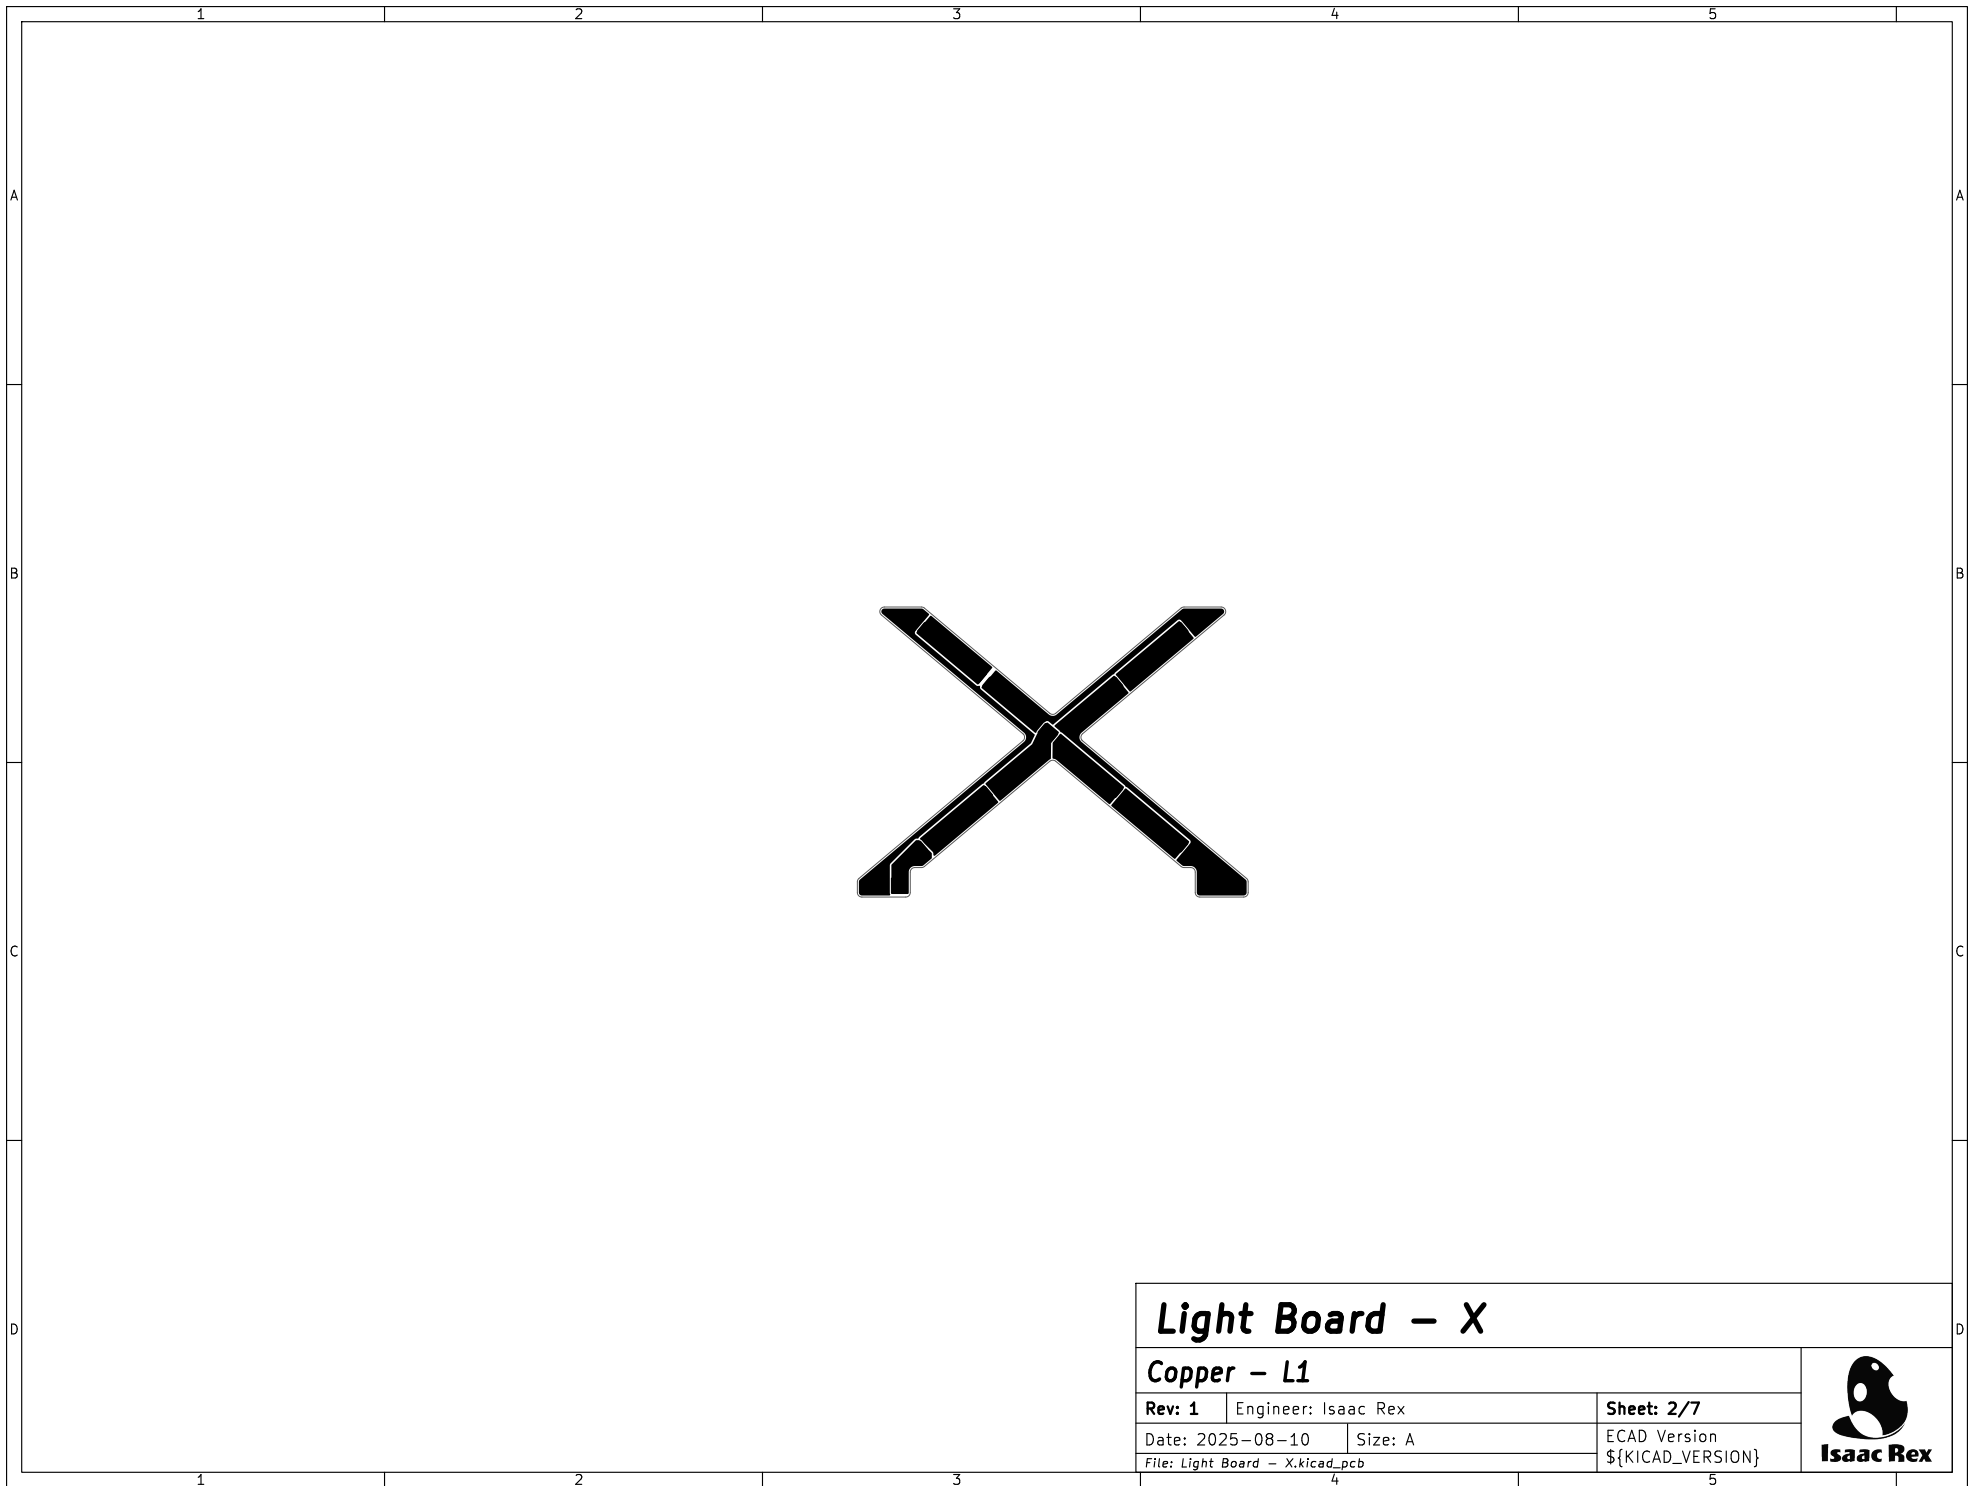 1 2 3 4 5
A A
B B
C C
D D
Light Board - X
Copper - L1
Rev: 1 Engineer: Isaac Rex Sheet: 2/7
Date: 2025-08-10 Size: A ECAD Version
${KICAD_VERSION}
File: Light Board - X.kicad_pcb
Isaac Rex
1 2 3 4 5